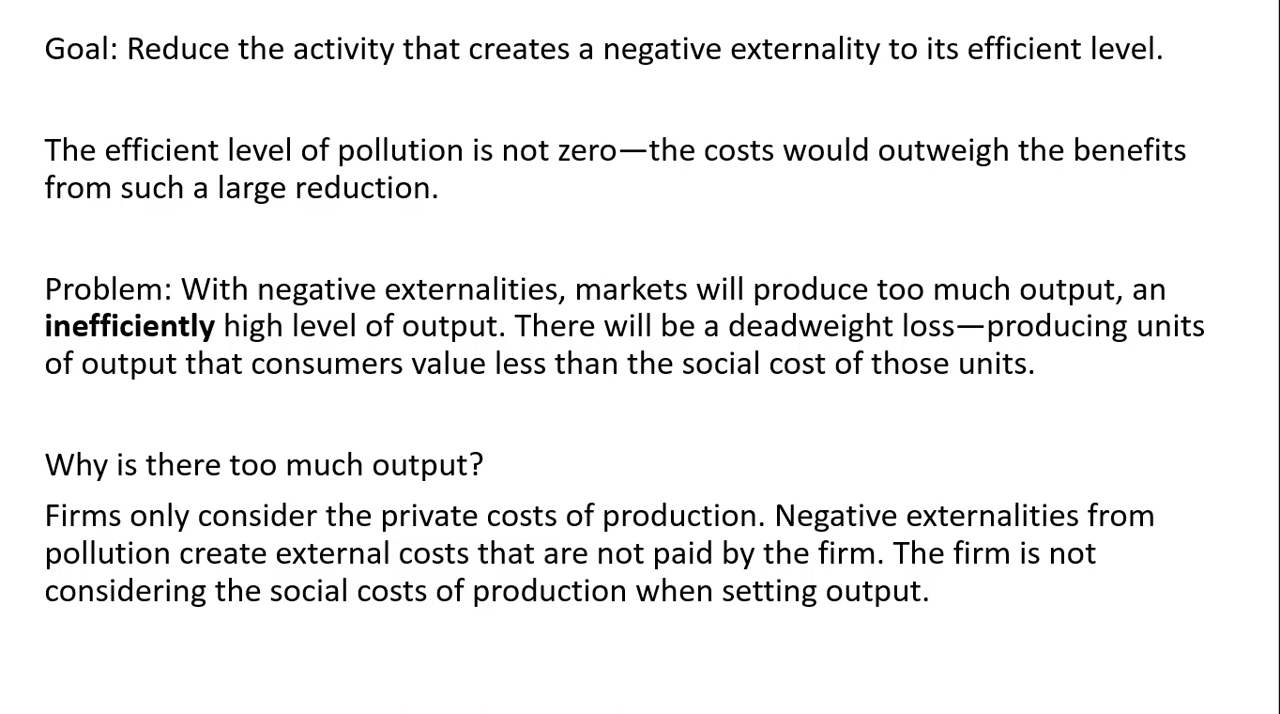 Goal: Reduce the activity that creates a negative externality to its efficient level.
The efficient level of pollution is not zero—the costs would outweigh the benefits
from such a large reduction.
Problem: With negative externalities, markets will produce too much output, an
inefficiently high level of output. There will be a deadweight loss—producing units
of output that consumers value less than the social cost of those units.
Why is there too much output?
Firms only consider the private costs of production. Negative externalities from
pollution create external costs that are not paid by the firm. The firm is not
considering the social costs of production when setting output.